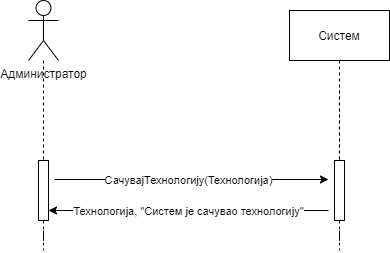 Систем
Администратор
СачувајТехнологију(Технологија)
Технологија, "Систем је сачувао технологију"